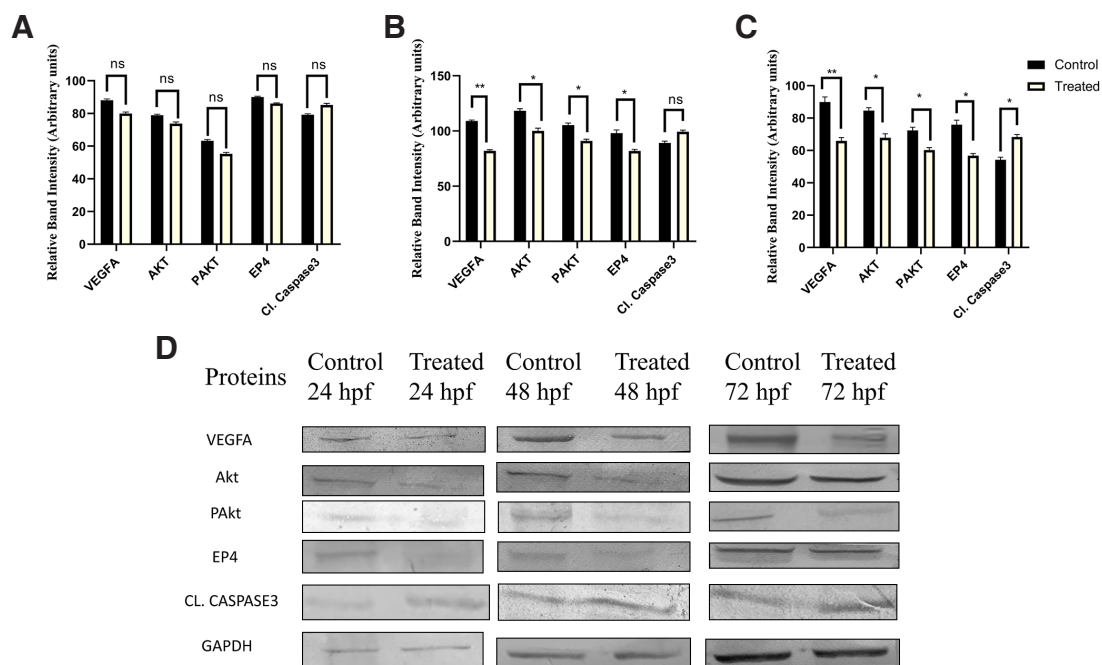 A
Relative Band Intensity (Arbitrary units)
100
80
60
40
20
0
ns
ns
ns
ns
ns
VEGFA
AKT
PAKT
EP4
Cl. Caspase3
B
Relative Band Intensity (Arbitrary units)
150
100
50
0
**
*
*
*
ns
VEGFA
AKT
PAKT
EP4
Cl. Caspase3
C
Relative Band Intensity (Arbitrary units)
100
80
60
40
20
0
**
*
*
*
*
VEGFA
AKT
PAKT
EP4
Cl. Caspase3
Control
Treated
D
Proteins
Control
24 hpf
Treated
24 hpf
Control
48 hpf
Treated
48 hpf
Control
72 hpf
Treated
72 hpf
VEGFA
Akt
PAkt
EP4
CL. CASPASE3
GAPDH